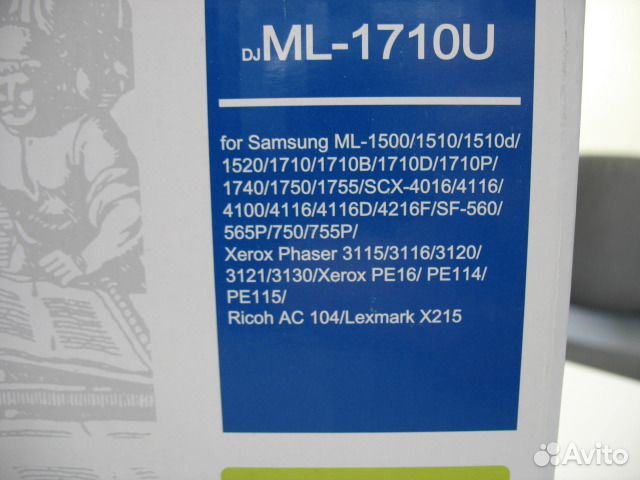 DJ ML-1710U
for Samsung ML-1500/1510/1510d/
1520/1710/1710B/1710D/1710P/
1740/1750/1755/SCX-4016/4116/
4100/4116/4116D/4216F/SF-560/
565P/750/755P/
Xerox Phaser 3115/3116/3120/
3121/3130/Xerox PE16/ PE114/
PE115/
Ricoh AC 104/Lexmark X215
Avito